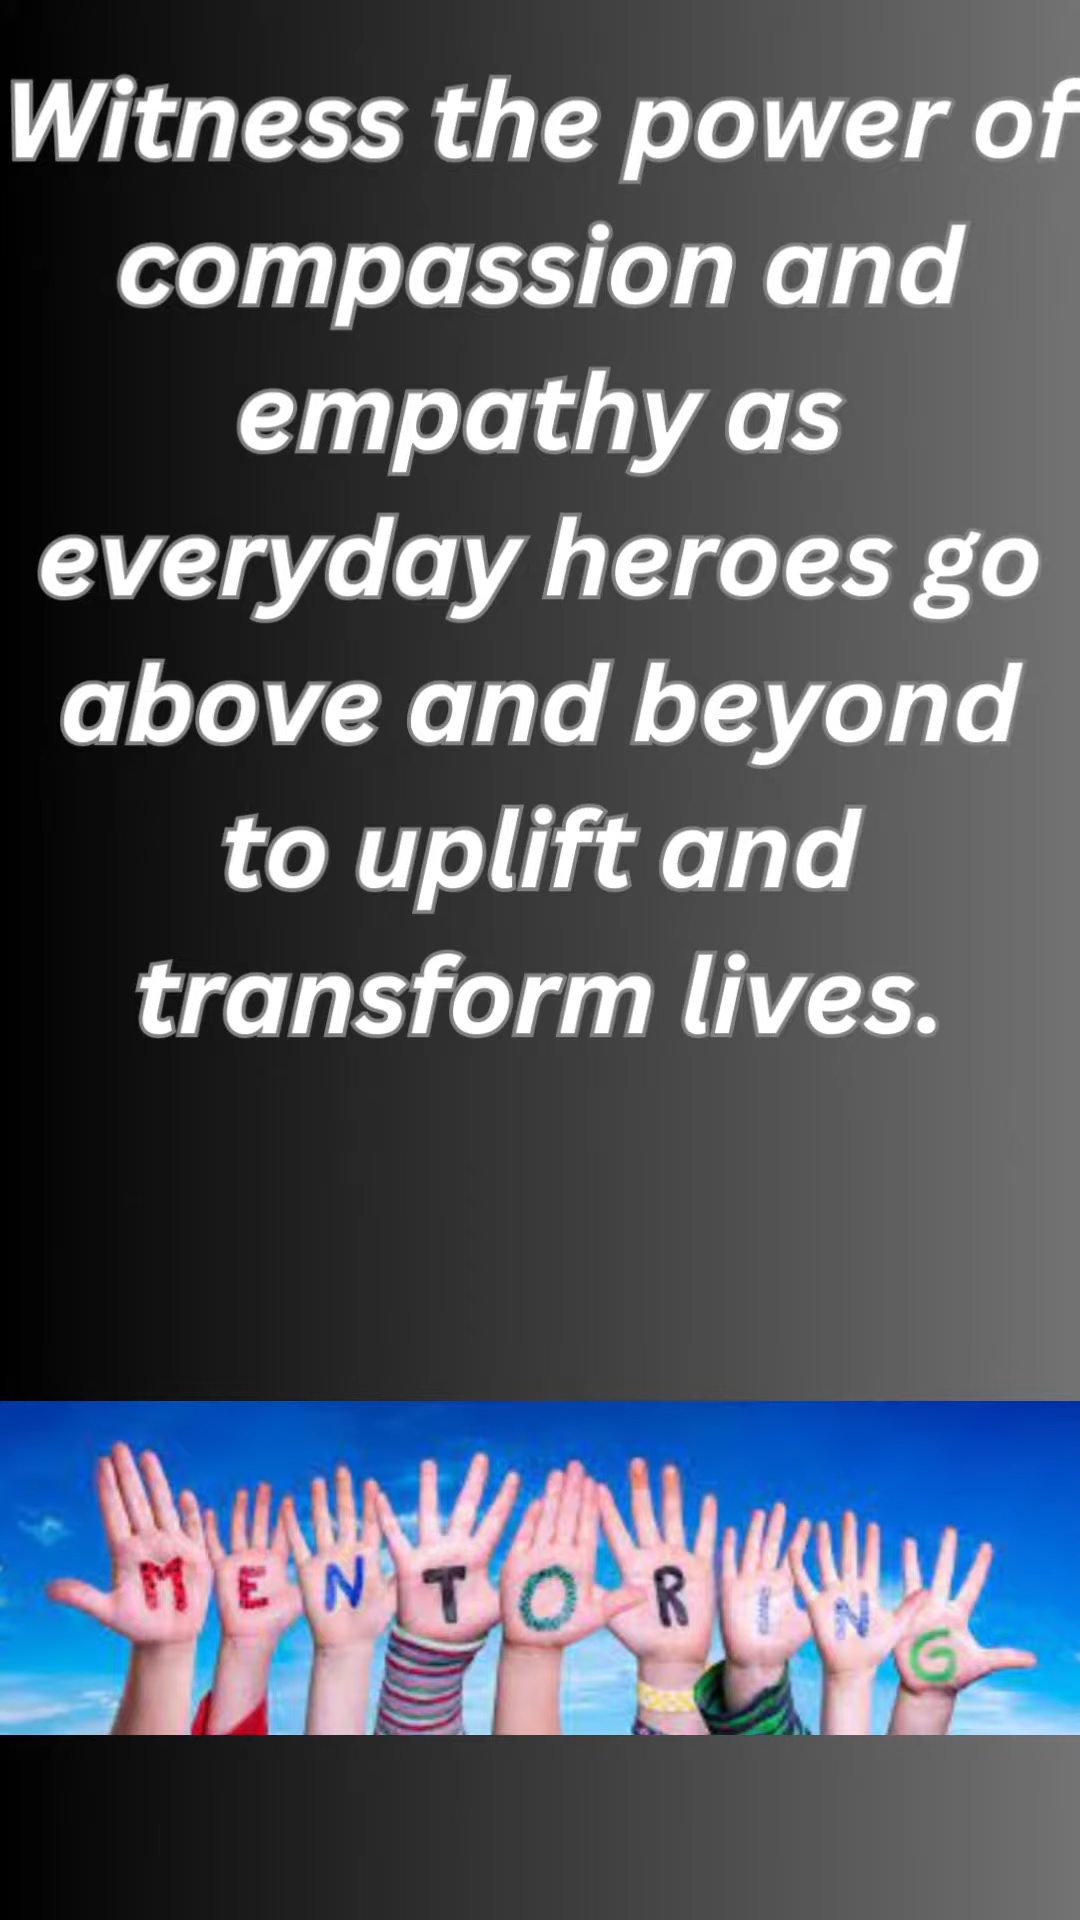 Witness the power of
compassion and
empathy as
everyday heroes go
above and beyond
to uplift and
transform lives.
MENTORING